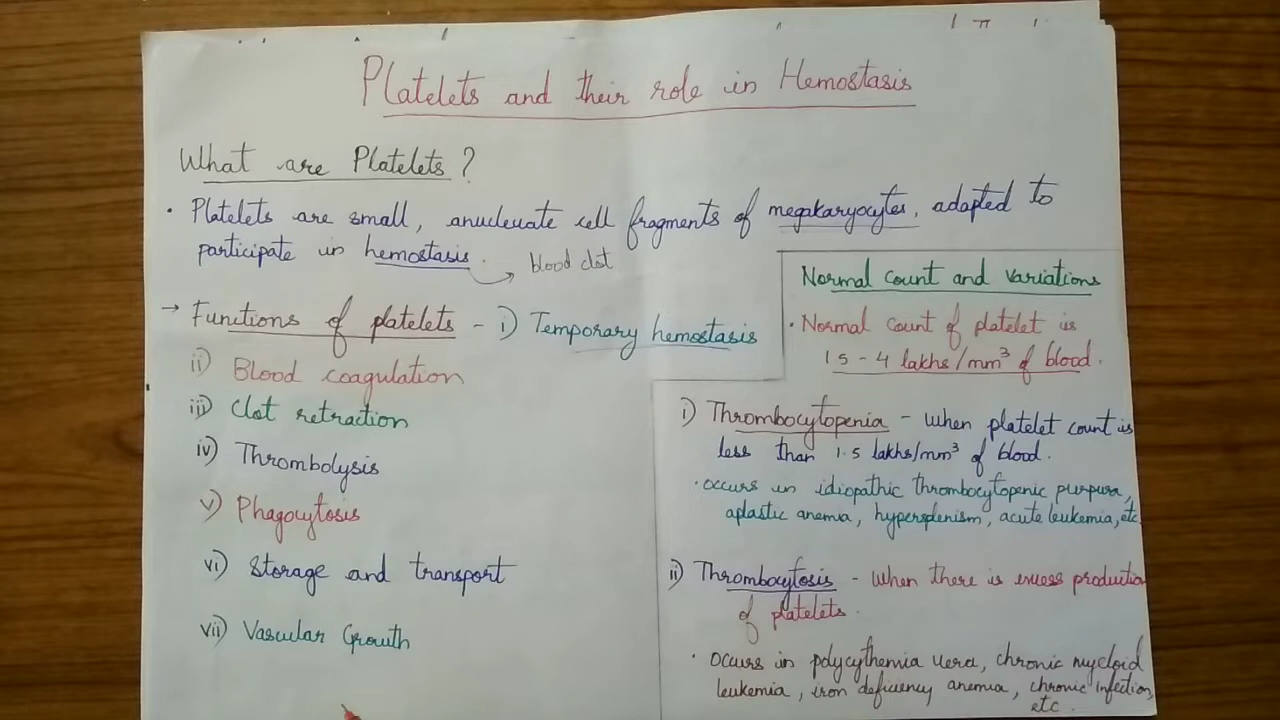 Platelets and their role in Hemostasis
What are Platelets?
• Platelets are small, anucleuate cell fragments of megakaryocytes, adapted to
participate in hemostasis. → blood clot
→ Functions of platelets - i) Temporary hemostasis
ii) Blood coagulation
iii) Clot retraction
iv) Thrombolysis
v) Phagocytosis
vi) Storage and transport
vii) Vascular Growth
Normal count and variations
• Normal count of platelet is
1.5 - 4 lakhs/mm³ of blood.
i) Thrombocytopenia - when platelet count is
less than 1.5 lakhs/mm³ of blood.
• occurs in idiopathic thrombocytopenic purpura,
aplastic anemia, hypersplenism, acute leukemia, etc
ii) Thrombocytosis - when there is excess production
of platelets.
• occurs in polycythemia vera, chronic myeloid
leukemia, iron deficiency anemia, chronic infection,
etc.